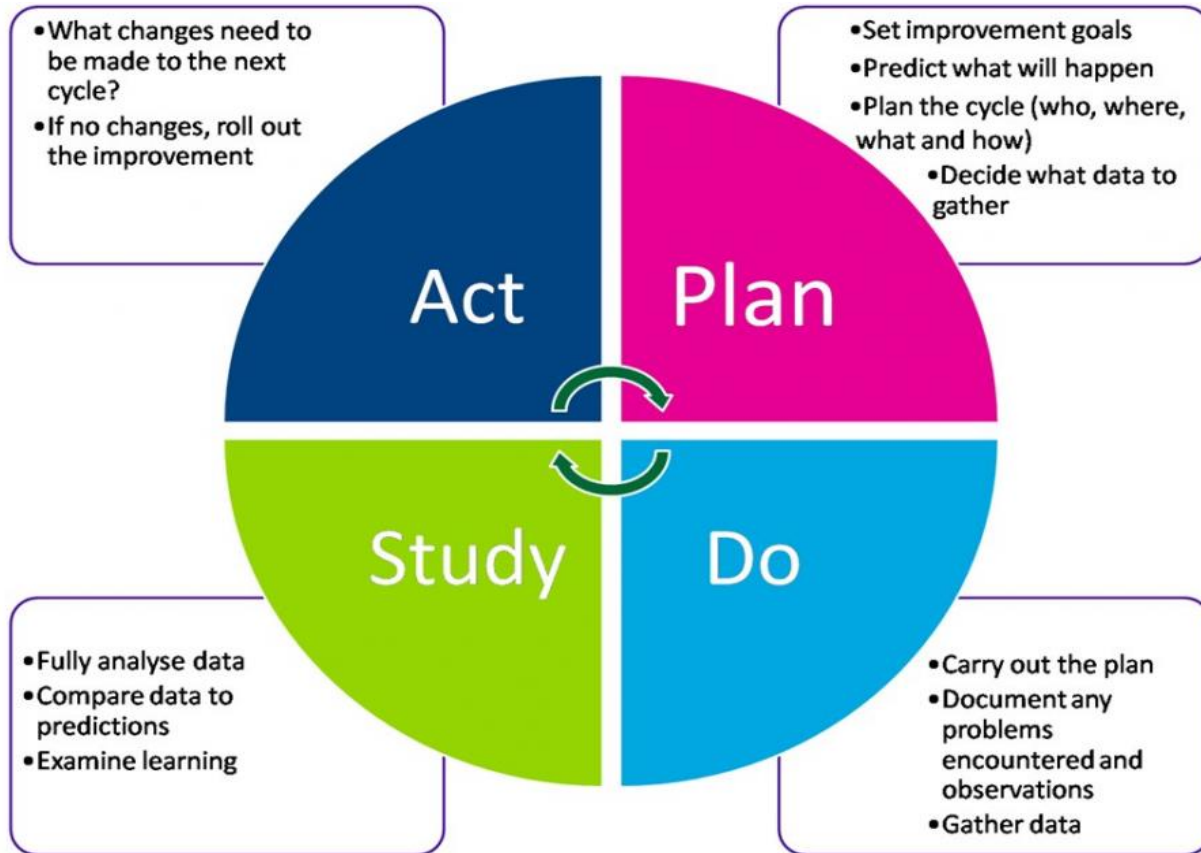 •What changes need to
be made to the next
cycle?
•If no changes, roll out
the improvement
•Set improvement goals
•Predict what will happen
•Plan the cycle (who, where,
what and how)
•Decide what data to
gather
Act
Plan
Study
Do
•Fully analyse data
•Compare data to
predictions
•Examine learning
•Carry out the plan
•Document any
problems
encountered and
observations
•Gather data